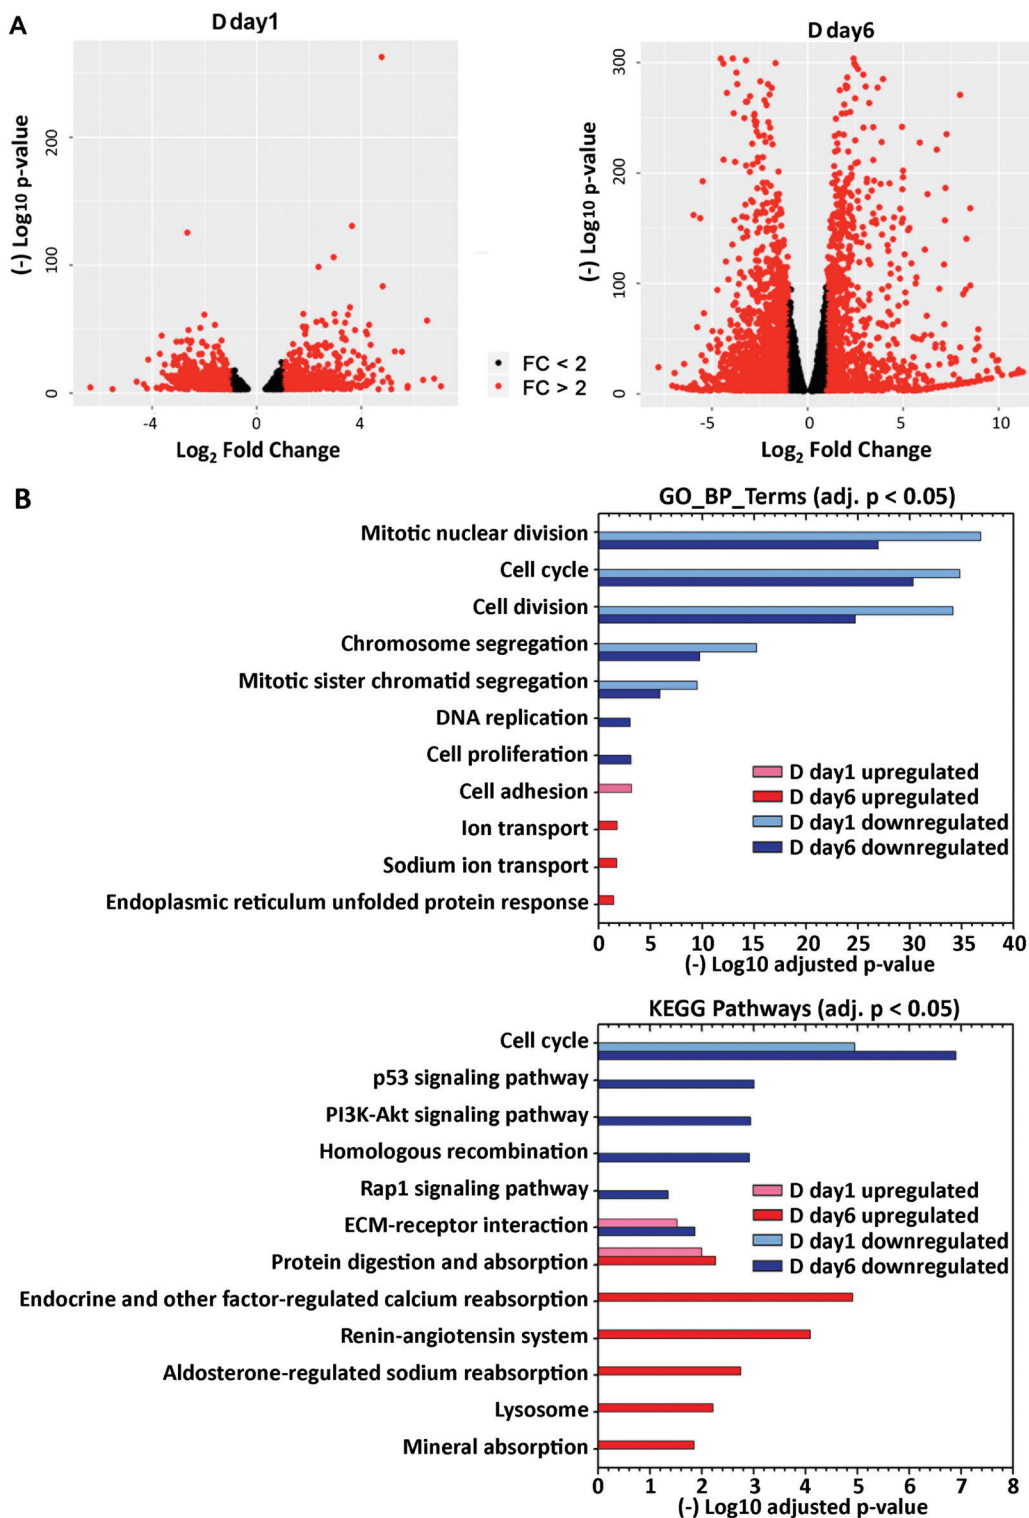 A
D day1
D day6
(-) Log10 p-value
200
100
0
-4
0
4
Log2 Fold Change
FC < 2
FC > 2
(-) Log10 p-value
300
200
100
0
-5
0
5
10
Log2 Fold Change
B
GO_BP_Terms (adj. p < 0.05)
Mitotic nuclear division
Cell cycle
Cell division
Chromosome segregation
Mitotic sister chromatid segregation
DNA replication
Cell proliferation
Cell adhesion
Ion transport
Sodium ion transport
Endoplasmic reticulum unfolded protein response
D day1 upregulated
D day6 upregulated
D day1 downregulated
D day6 downregulated
0 5 10 15 20 25 30 35 40
(-) Log10 adjusted p-value
KEGG Pathways (adj. p < 0.05)
Cell cycle
p53 signaling pathway
PI3K-Akt signaling pathway
Homologous recombination
Rap1 signaling pathway
ECM-receptor interaction
Protein digestion and absorption
Endocrine and other factor-regulated calcium reabsorption
Renin-angiotensin system
Aldosterone-regulated sodium reabsorption
Lysosome
Mineral absorption
D day1 upregulated
D day6 upregulated
D day1 downregulated
D day6 downregulated
0 1 2 3 4 5 6 7 8
(-) Log10 adjusted p-value